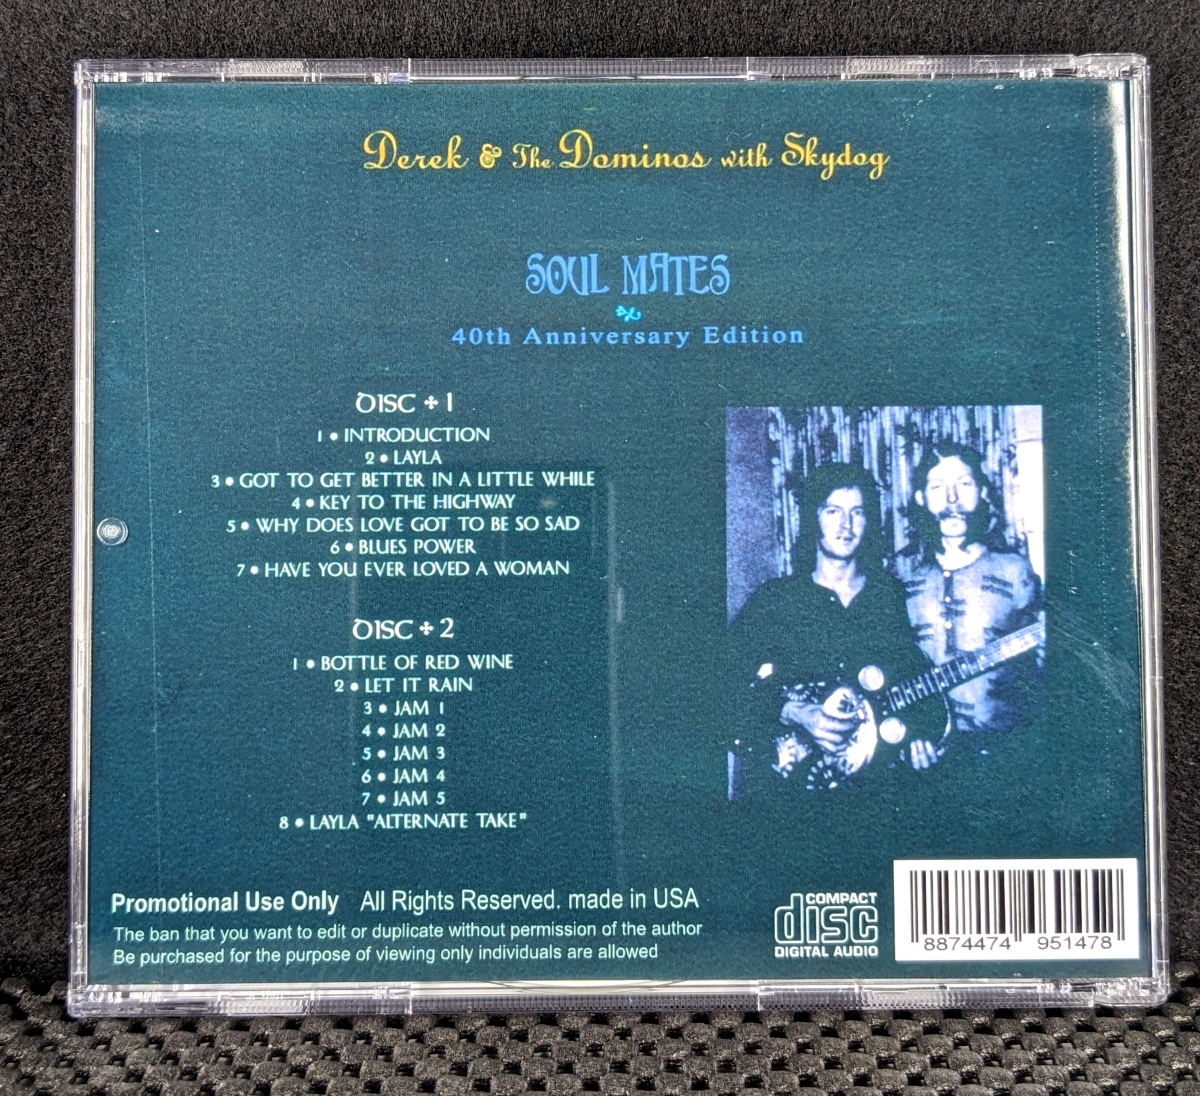 Derek & The Dominos with Skydog
SOUL MATES
40th Anniversary Edition
DISC + 1
1 • INTRODUCTION
2 • LAYLA
3 • GOT TO GET BETTER IN A LITTLE WHILE
4 • KEY TO THE HIGHWAY
5 • WHY DOES LOVE GOT TO BE SO SAD
6 • BLUES POWER
7 • HAVE YOU EVER LOVED A WOMAN
DISC + 2
1 • BOTTLE OF RED WINE
2 • LET IT RAIN
3 • JAM 1
4 • JAM 2
5 • JAM 3
6 • JAM 4
7 • JAM 5
8 • LAYLA "ALTERNATE TAKE"
Promotional Use Only All Rights Reserved. made in USA
The ban that you want to edit or duplicate without permission of the author
Be purchased for the purpose of viewing only individuals are allowed
COMPACT
disc
DIGITAL AUDIO
8874474 951478